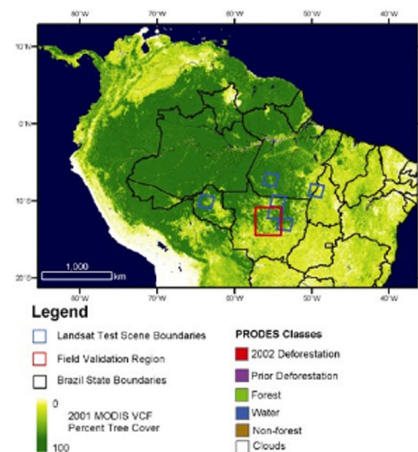 80°W 70°W 60°W 50°W 40°W
10°N
0°N
10°S
20°S
1,000
km
80°W 70°W 60°W 50°W 40°W
Legend
Landsat Test Scene Boundaries
Field Validation Region
Brazil State Boundaries
0
2001 MODIS VCF
Percent Tree Cover
100
PRODES Classes
2002 Deforestation
Prior Deforestation
Forest
Water
Non-forest
Clouds